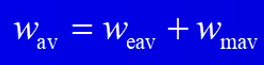 w_av = w_eav + w_mav